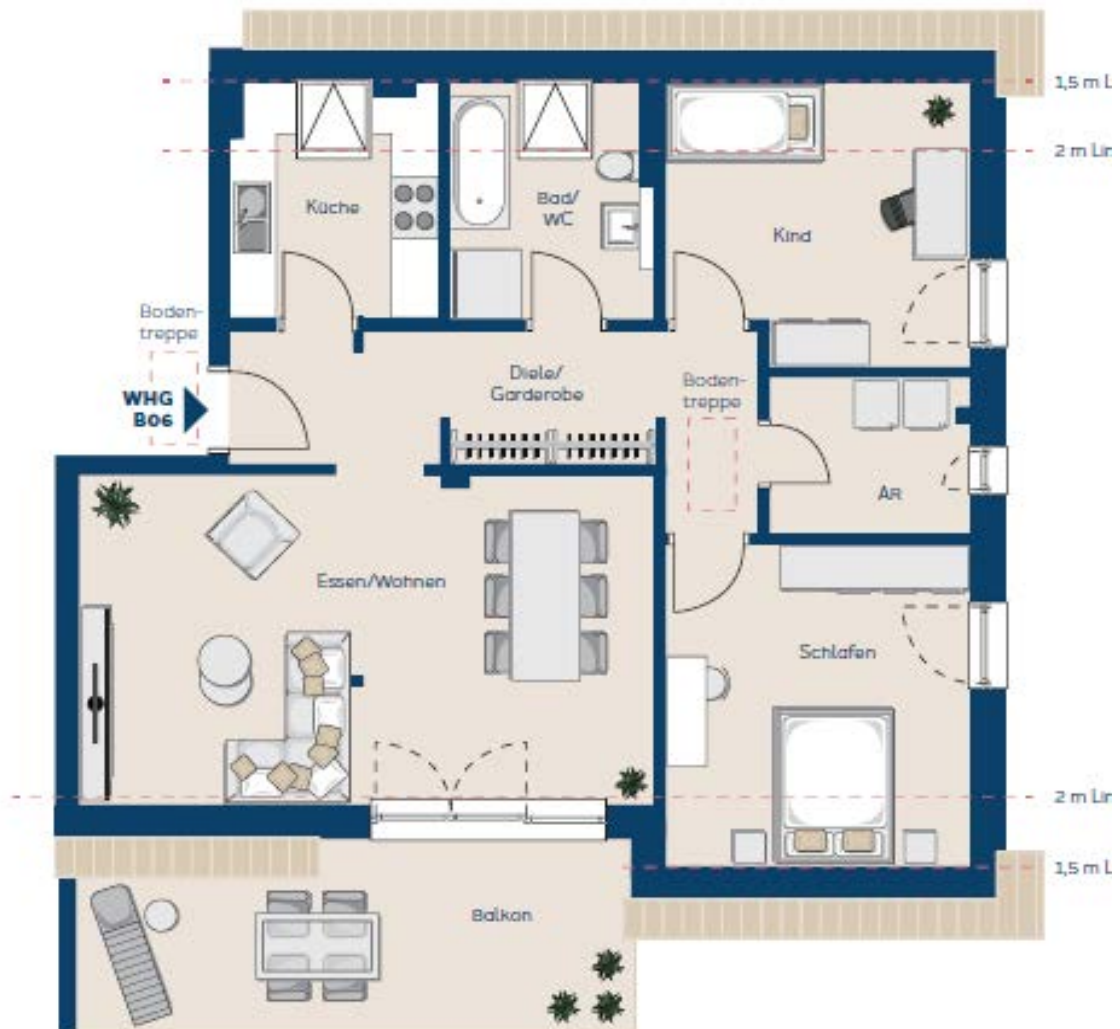 1,5 m L
2 m Lin
Küche
Bad/
WC
Kind
Boden-
treppe
WHG
B06
Diele/
Garderobe
Boden-
treppe
AR
Essen/Wohnen
Schlafen
2 m Lin
1,5 m L
Balkon